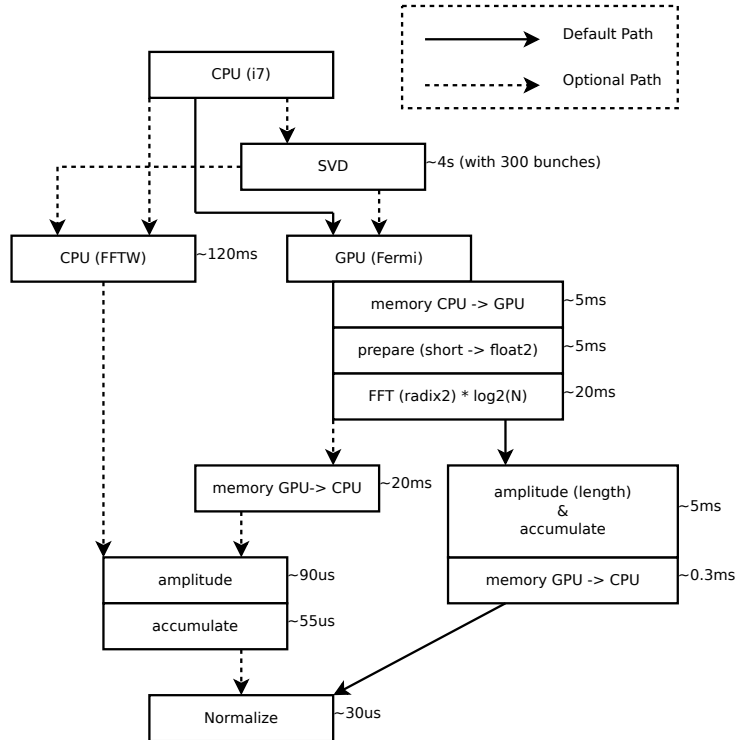 Default Path
Optional Path
CPU (i7)
SVD
~4s (with 300 bunches)
CPU (FFTW)
~120ms
GPU (Fermi)
memory CPU -> GPU
~5ms
prepare (short -> float2)
~5ms
FFT (radix2) * log2(N)
~20ms
memory GPU-> CPU
~20ms
amplitude (length)
&
accumulate
~5ms
memory GPU -> CPU
~0.3ms
amplitude
~90us
accumulate
~55us
Normalize
~30us